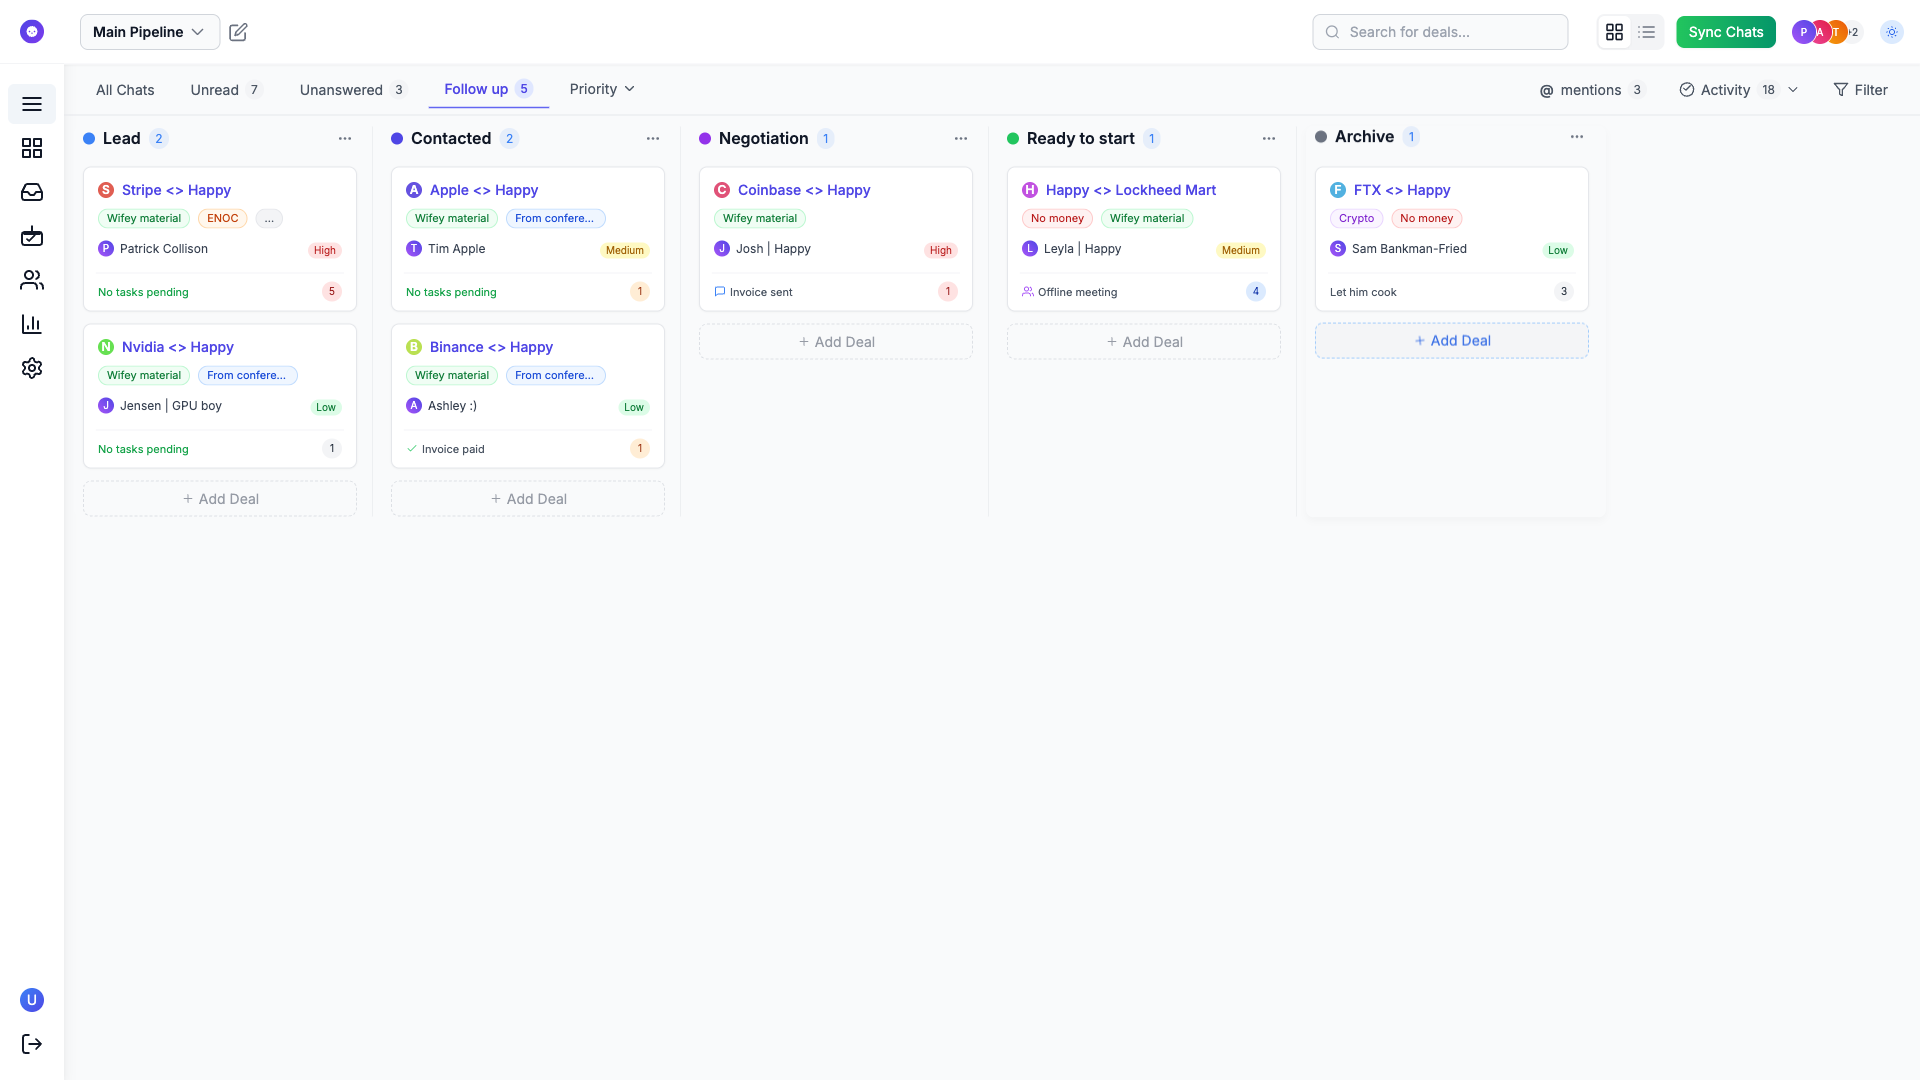 Main Pipeline
Search for deals...
Sync Chats
P A T +2
All Chats
Unread 7
Unanswered 3
Follow up 5
Priority
@ mentions 3
Activity 18
Filter
Lead 2
S Stripe <> Happy
Wifey material ENOC ...
P Patrick Collison High
No tasks pending 5
N Nvidia <> Happy
Wifey material From confere...
J Jensen | GPU boy Low
No tasks pending 1
+ Add Deal
Contacted 2
A Apple <> Happy
Wifey material From confere...
T Tim Apple Medium
No tasks pending 1
B Binance <> Happy
Wifey material From confere...
A Ashley :) Low
Invoice paid 1
+ Add Deal
Negotiation 1
C Coinbase <> Happy
Wifey material
J Josh | Happy High
Invoice sent 1
+ Add Deal
Ready to start 1
H Happy <> Lockheed Mart
No money Wifey material
L Leyla | Happy Medium
Offline meeting 4
+ Add Deal
Archive 1
F FTX <> Happy
Crypto No money
S Sam Bankman-Fried Low
Let him cook 3
+ Add Deal
U